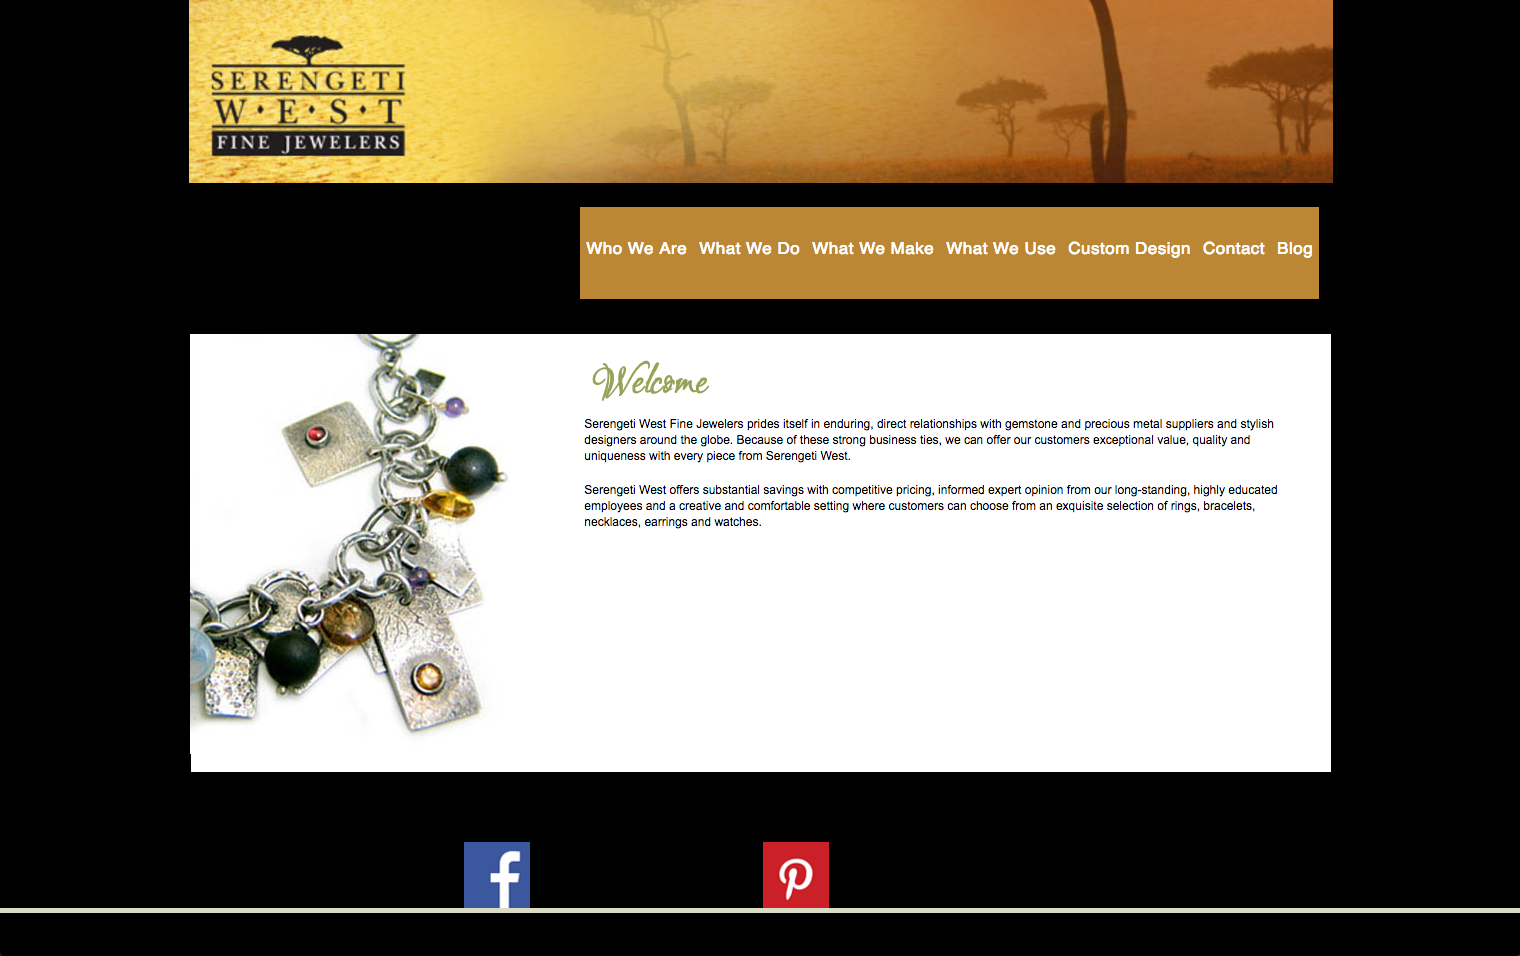 SERENGETI
W·E·S·T
FINE JEWELERS
Who We Are What We Do What We Make What We Use Custom Design Contact Blog
Welcome
Serengeti West Fine Jewelers prides itself in enduring, direct relationships with gemstone and precious metal suppliers and stylish
designers around the globe. Because of these strong business ties, we can offer our customers exceptional value, quality and
uniqueness with every piece from Serengeti West.
Serengeti West offers substantial savings with competitive pricing, informed expert opinion from our long-standing, highly educated
employees and a creative and comfortable setting where customers can choose from an exquisite selection of rings, bracelets,
necklaces, earrings and watches.